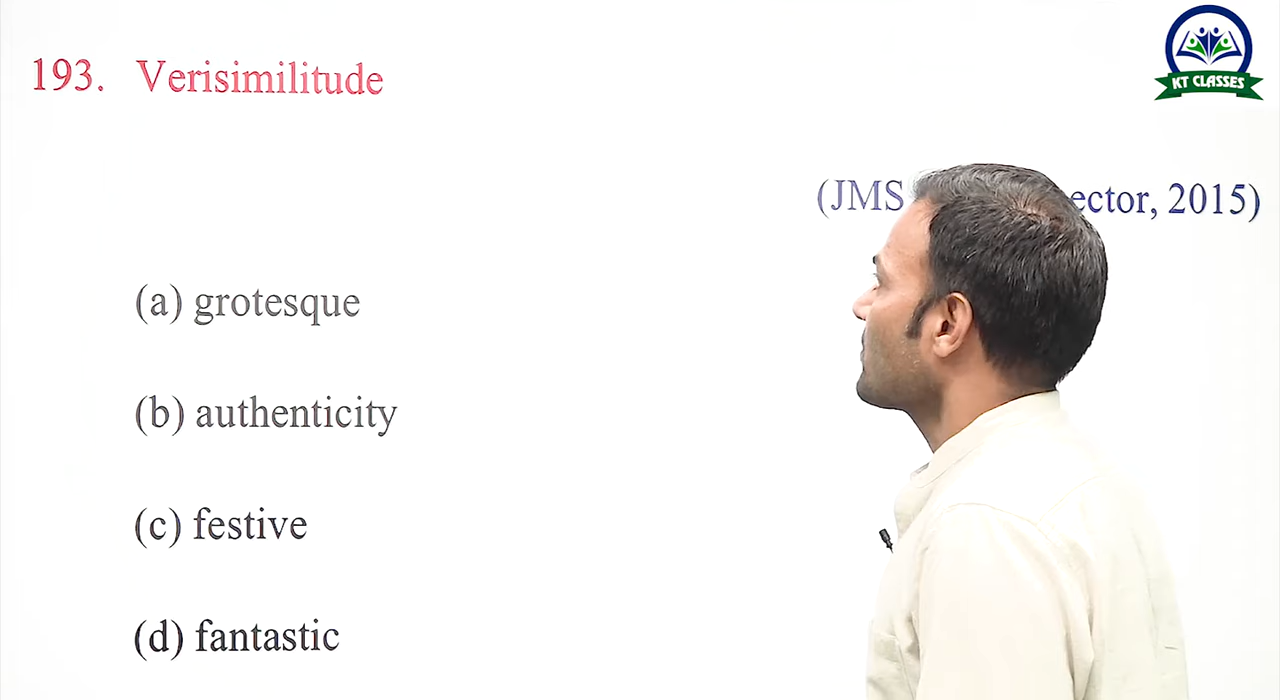 KT CLASSES
193. Verisimilitude
(JMS ector, 2015)
(a) grotesque
(b) authenticity
(c) festive
(d) fantastic